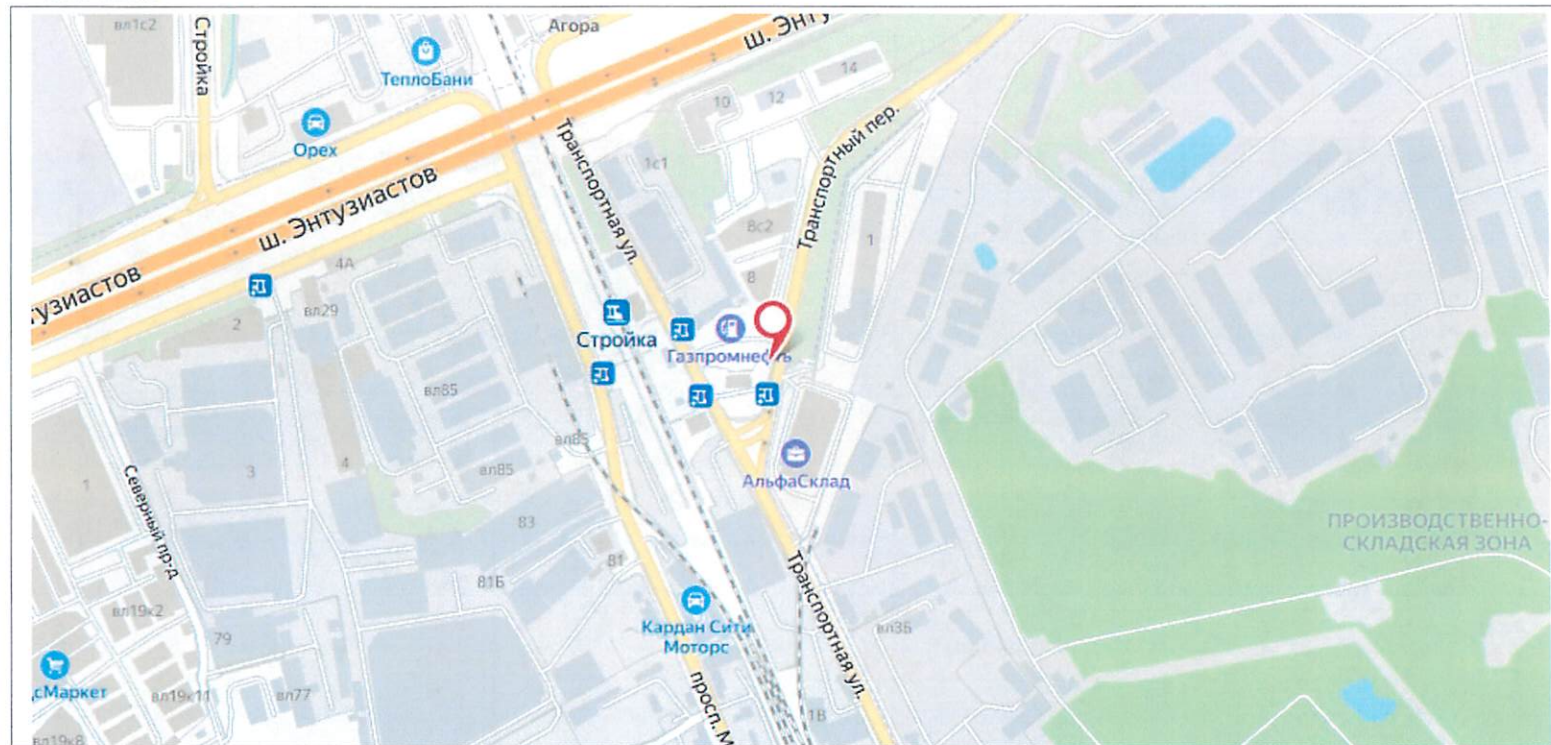 вл1с2
Стройка
Агора
ш. Энту
ТеплоБани
14
10
12
Орех
Транспортный пер.
Транспортная ул.
1с1
ш. Энтузиастов
8с2
1
4А
тузиастов
вл29
8
2
Стройка
Газпромнефть
вл85
вл85
вл85
3
4
АльфаСклад
1
Северный пр-д
83
ПРОИЗВОДСТВЕННО-
СКЛАДСКАЯ ЗОНА
81
81Б
Транспортная ул.
вл19к2
Кардан Сити
Моторс
вл3Б
79
сМаркет
вл19к11
вл77
просп. М
1В
вл19к8